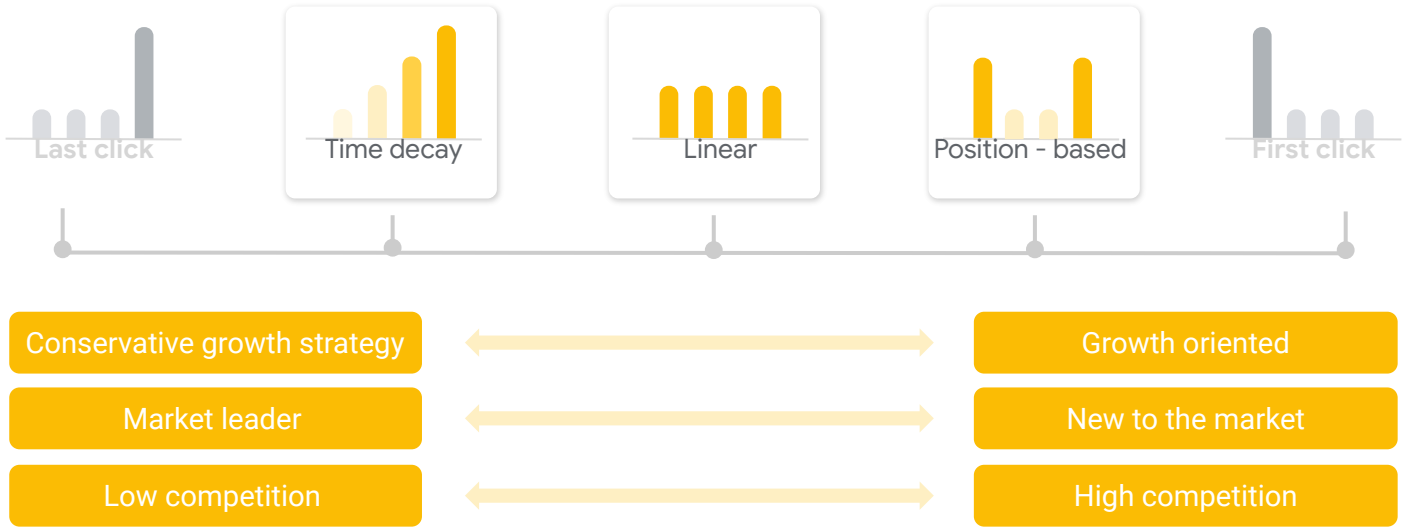 Last click
Time decay
Linear
Position - based
First click
Conservative growth strategy
Growth oriented
Market leader
New to the market
Low competition
High competition